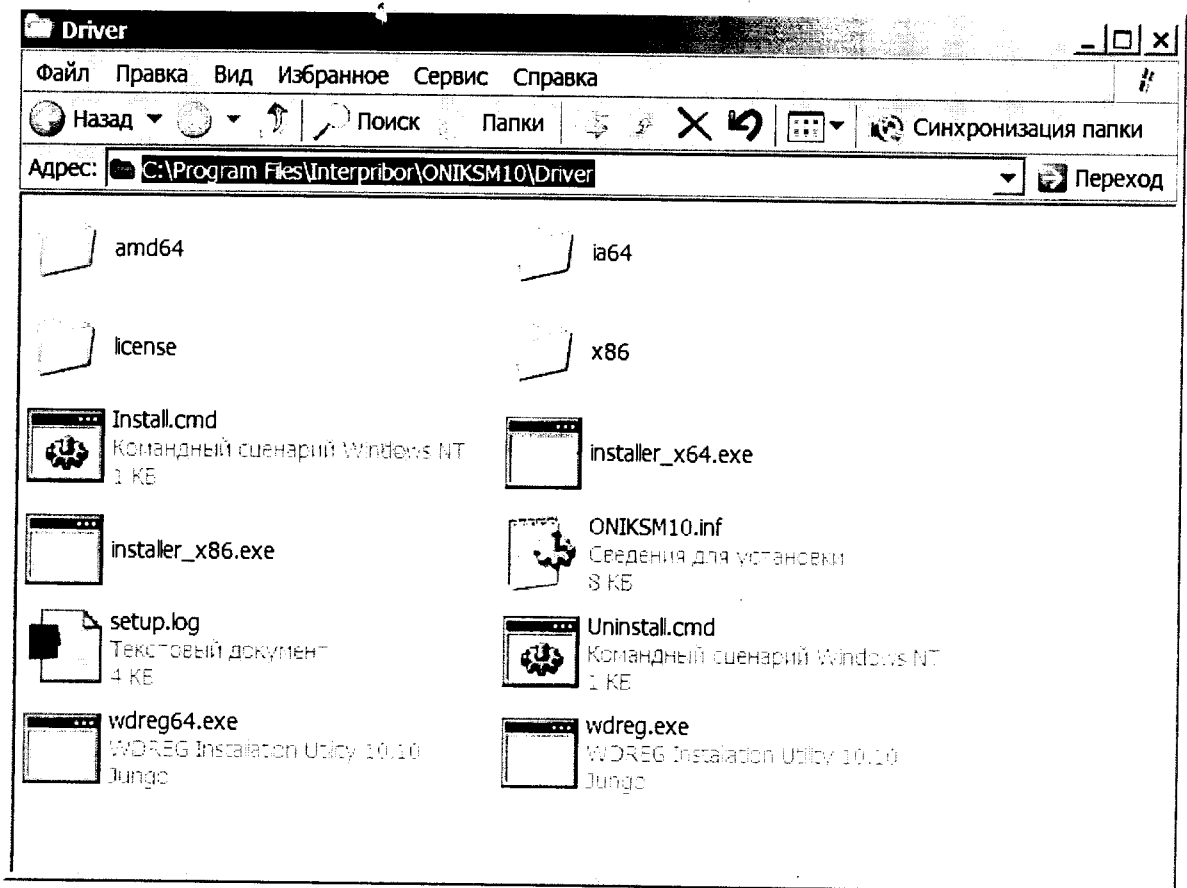 Driver
Файл Правка Вид Избранное Сервис Справка
Назад Поиск Папки Синхронизация папки
Адрес: C:\Program Files\Interpribor\ONIKSM10\Driver Переход
amd64 ia64
license x86
Install.cmd
Командный сценарий Windows NT
1 КБ
installer_x64.exe
installer_x86.exe
ONIKSM10.inf
Сведения для установки
8 КБ
setup.log
Текстовый документ
4 КБ
Uninstall.cmd
Командный сценарий Windows NT
1 КБ
wdreg64.exe
WDREG Installation Utility 10.10
Jungo
wdreg.exe
WDREG Installation Utility 10.10
Jungo